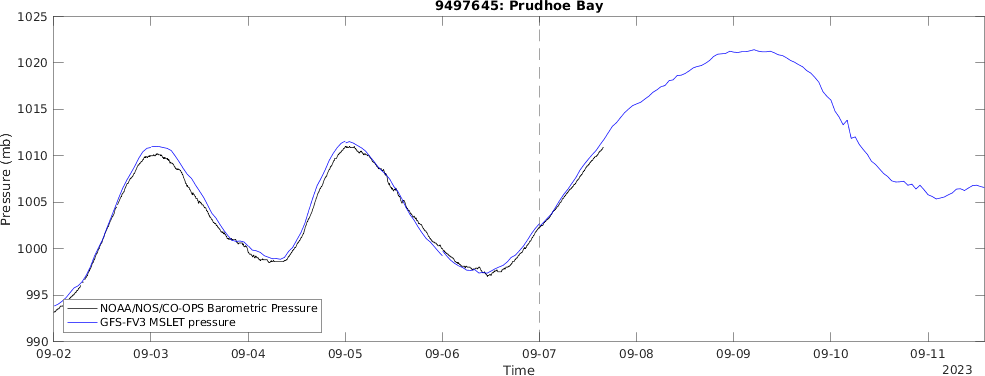 9497645: Prudhoe Bay
1025
1020
1015
1010
1005
1000
995
990
Pressure (mb)
NOAA/NOS/CO-OPS Barometric Pressure
GFS-FV3 MSLET pressure
09-02 09-03 09-04 09-05 09-06 09-07 09-08 09-09 09-10 09-11
Time
2023